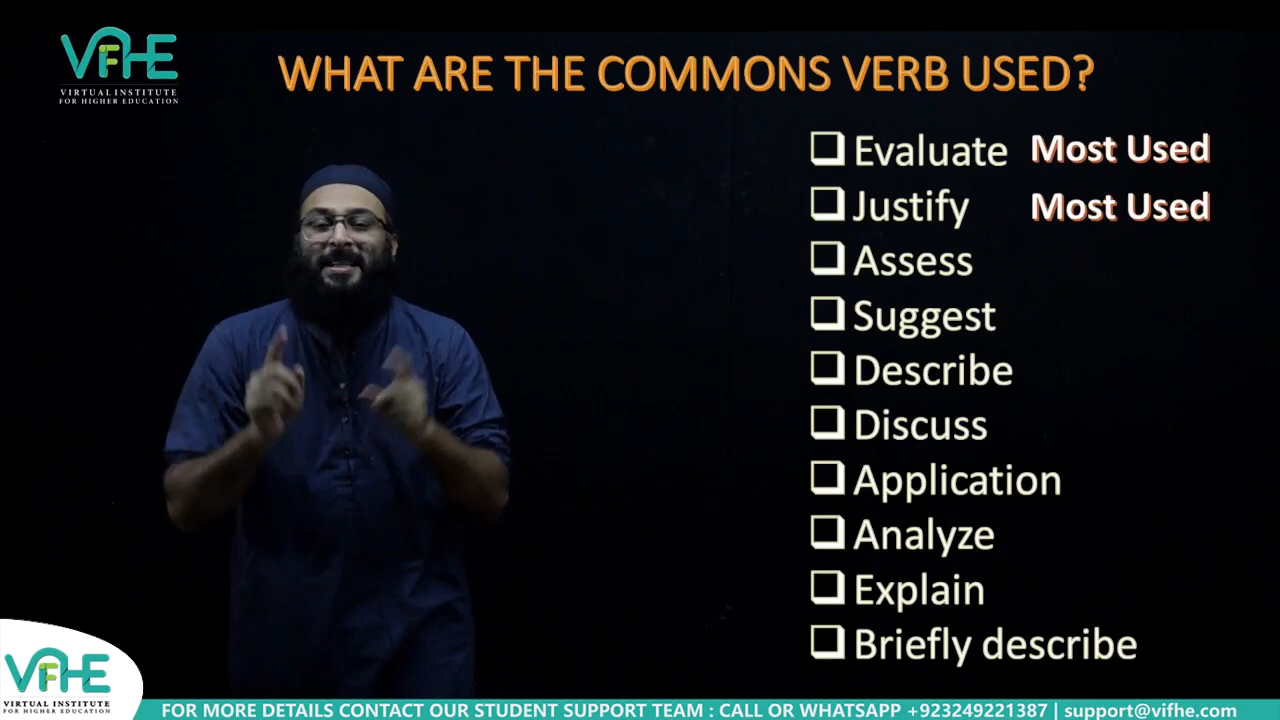 VFHE
VIRTUAL INSTITUTE
FOR HIGHER EDUCATION
WHAT ARE THE COMMONS VERB USED?
❑ Evaluate Most Used
❑ Justify Most Used
❑ Assess
❑ Suggest
❑ Describe
❑ Discuss
❑ Application
❑ Analyze
❑ Explain
❑ Briefly describe
VFHE
VIRTUAL INSTITUTE
FOR HIGHER EDUCATION
FOR MORE DETAILS CONTACT OUR STUDENT SUPPORT TEAM : CALL OR WHATSAPP +923249221387 | support@vifhe.com